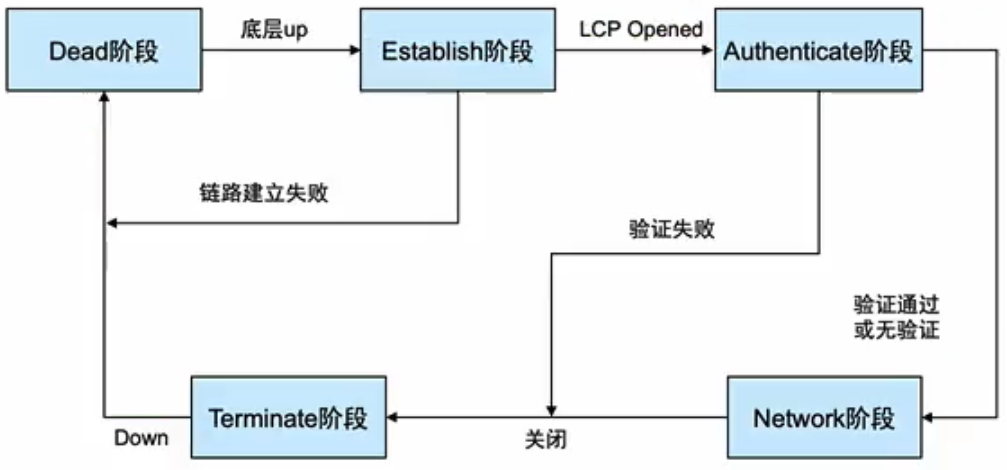 Dead阶段
底层up
Establish阶段
LCP Opened
Authenticate阶段
链路建立失败
验证失败
验证通过
或无验证
Terminate阶段
Network阶段
Down
关闭